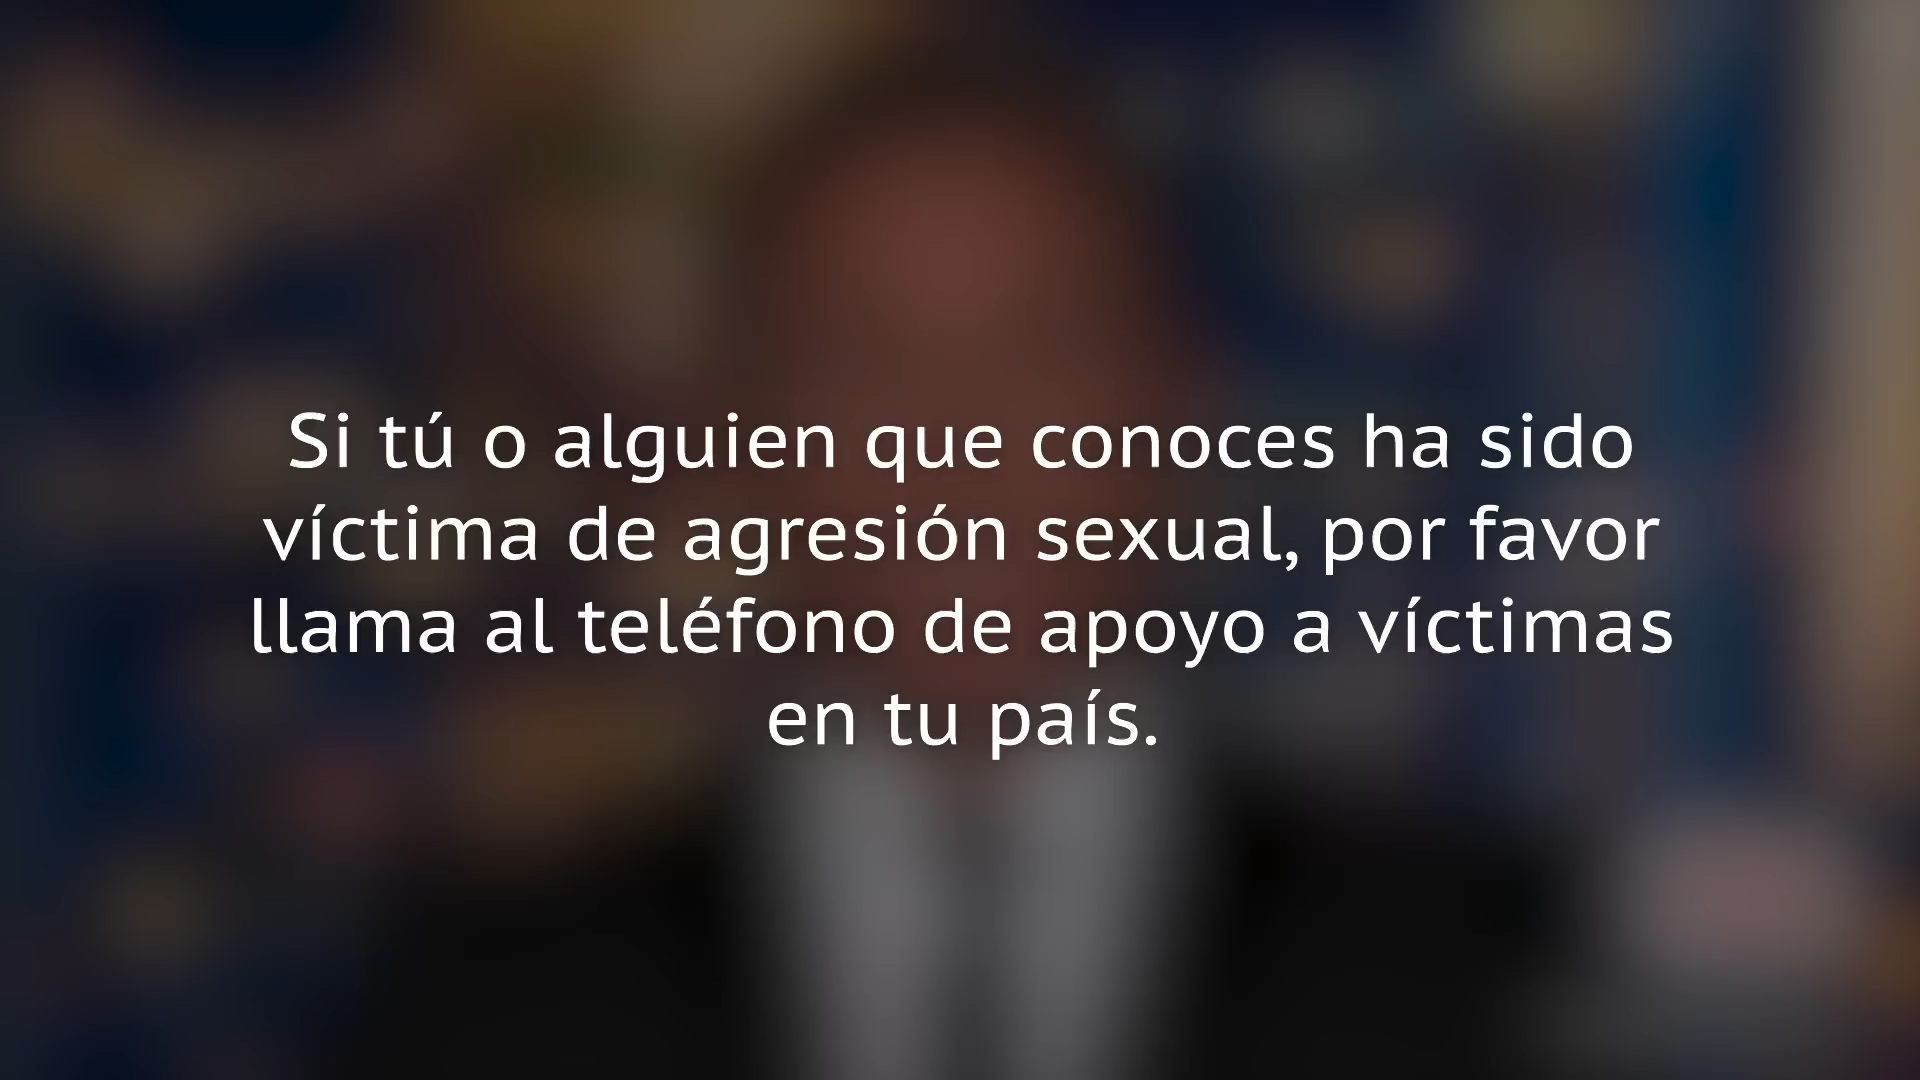 Si tú o alguien que conoces ha sido
víctima de agresión sexual, por favor
llama al teléfono de apoyo a víctimas
en tu país.